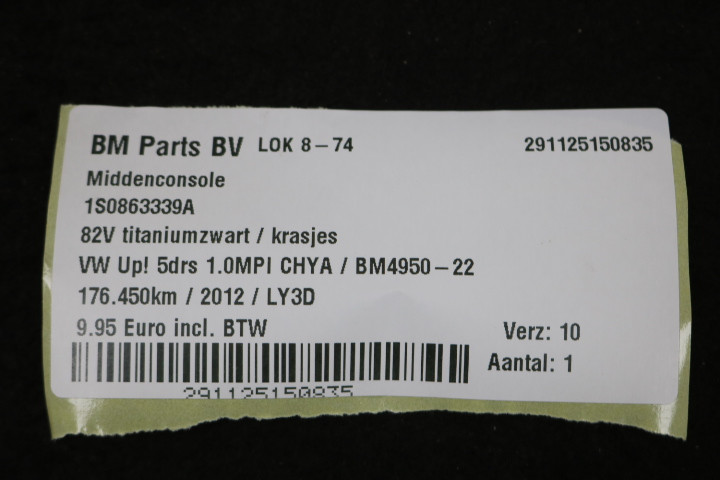 BM Parts BV LOK 8-74 291125150835
Middenconsole
1S0863339A
82V titaniumzwart / krasjes
VW Up! 5drs 1.0MPI CHYA / BM4950-22
176.450km / 2012 / LY3D
9.95 Euro incl. BTW Verz: 10
Aantal: 1
291125150835